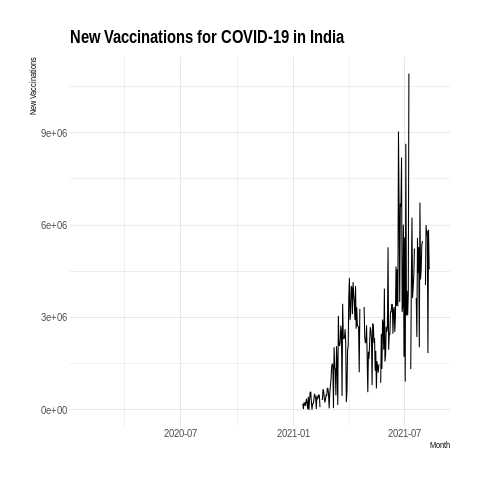 New Vaccinations for COVID-19 in India
New Vaccinations
9e+06
6e+06
3e+06
0e+00
2020-07
2021-01
2021-07
Month